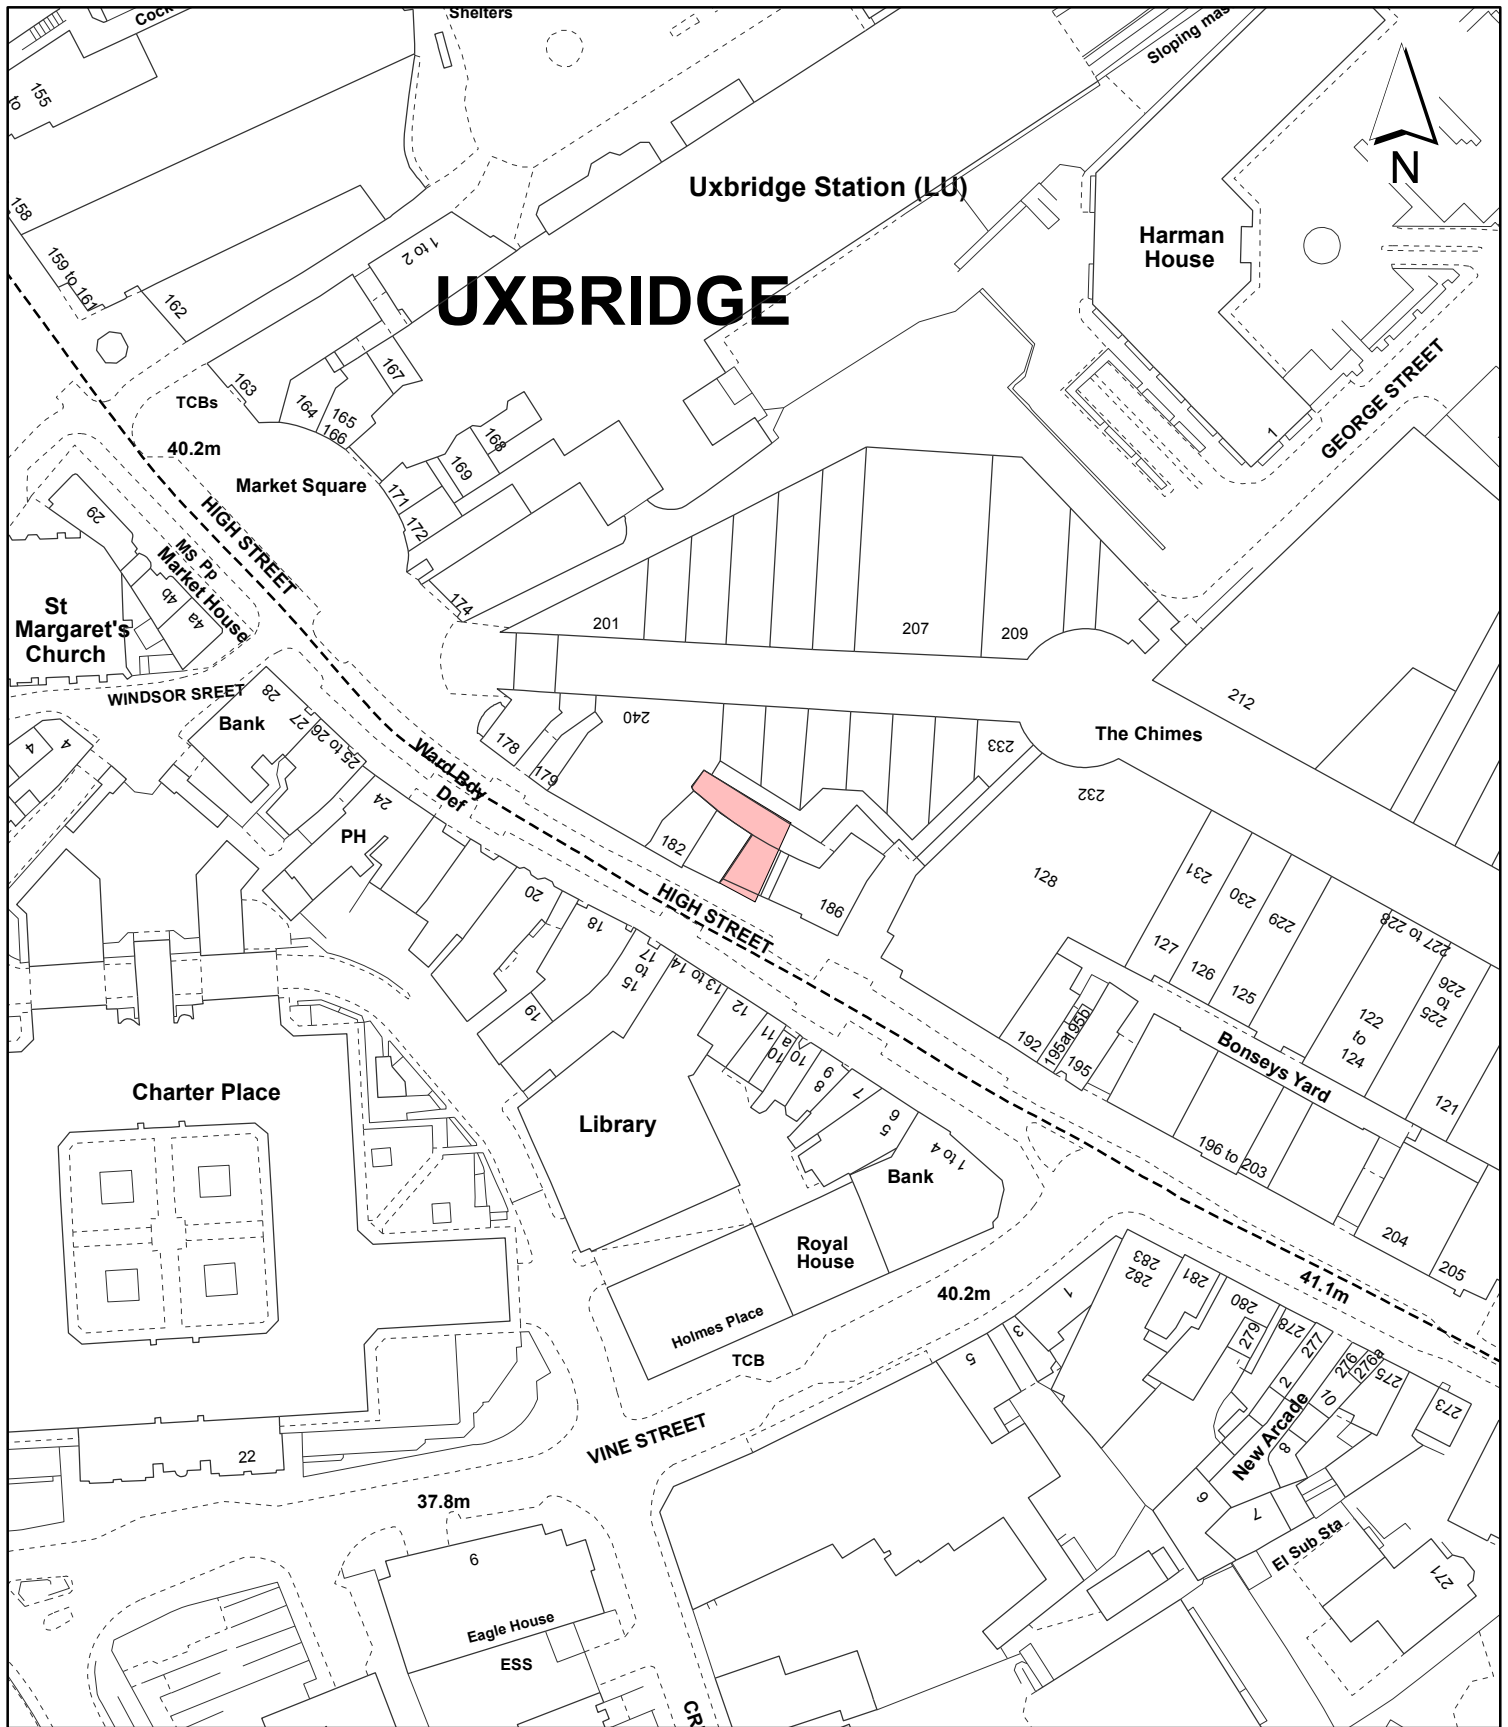 Cock
Shelters
Sloping mas
to
155
158
159 to 161
162
1 to 2
Uxbridge Station (LU)
Harman
House
N
UXBRIDGE
163
164
165
166
167
TCBs
40.2m
Market Square
168
169
171
172
174
GEORGE STREET
1
HIGH STREET
29
MS Pp
Market House
4b
4a
St
Margaret's
Church
WINDSOR SREET
201
207
209
212
28
Bank
27
25 to 26
24
PH
4
4
178
179
240
233
The Chimes
232
Ward Bdy
Def
182
186
HIGH STREET
128
231
230
229
227 to 228
226
to
225
127
126
125
122
to
124
121
20
18
19
17
to
15
13 to 14
12
11
10a
10
9
8
7
6
5
1 to 4
Bank
192
195a
195b
195
Bonseys Yard
196 to 203
204
205
Charter Place
Library
Royal
House
Holmes Place
TCB
40.2m
41.1m
1
3
5
283
282
281
280
279
278
277
276
276a
275
273
2
10
New Arcade
8
9
7
El Sub Sta
271
VINE STREET
22
37.8m
6
Eagle House
ESS
CR